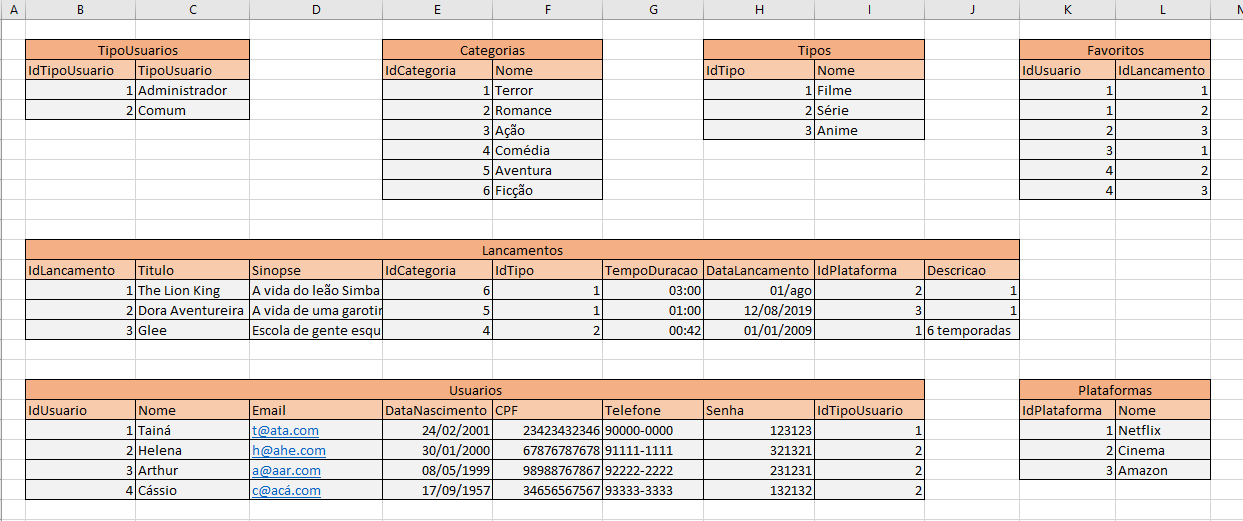 A B C D E F G H I J K L
TipoUsuarios Categorias Tipos Favoritos
IdTipoUsuario TipoUsuario IdCategoria Nome IdTipo Nome IdUsuario IdLancamento
1 Administrador 1 Terror 1 Filme 1 1
2 Comum 2 Romance 2 Série 1 2
3 Ação 3 Anime 2 3
4 Comédia 3 1
5 Aventura 4 2
6 Ficção 4 3
Lancamentos
IdLancamento Titulo Sinopse IdCategoria IdTipo TempoDuracao DataLancamento IdPlataforma Descricao
1 The Lion King A vida do leão Simba 6 1 03:00 01/ago 2 1
2 Dora Aventureira A vida de uma garotir 5 1 01:00 12/08/2019 3 1
3 Glee Escola de gente esqu 4 2 00:42 01/01/2009 1 6 temporadas
Usuarios Plataformas
IdUsuario Nome Email DataNascimento CPF Telefone Senha IdTipoUsuario IdPlataforma Nome
1 Tainá t@ata.com 24/02/2001 23423432346 90000-0000 123123 1 1 Netflix
2 Helena h@ahe.com 30/01/2000 67876787678 91111-1111 321321 2 2 Cinema
3 Arthur a@aar.com 08/05/1999 98988767867 92222-2222 231231 2 3 Amazon
4 Cássio c@acá.com 17/09/1957 34656567567 93333-3333 132132 2